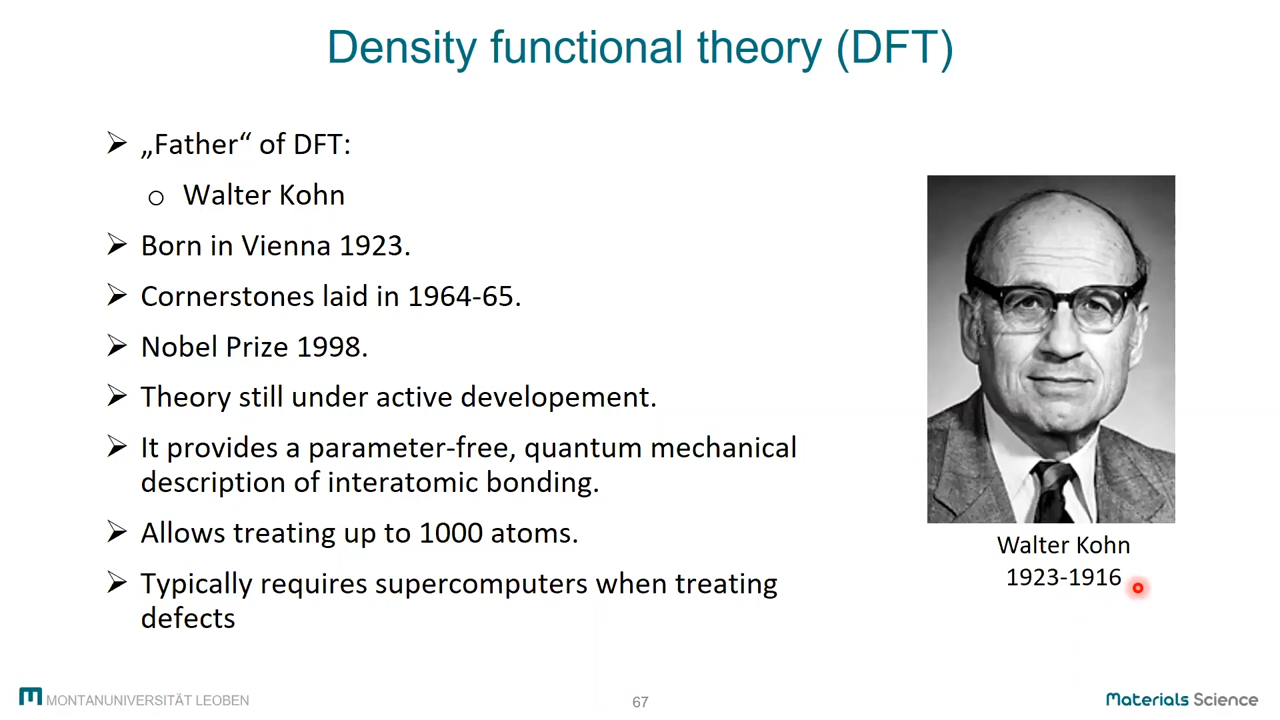 Density functional theory (DFT)
„Father“ of DFT:
Walter Kohn
Born in Vienna 1923.
Cornerstones laid in 1964-65.
Nobel Prize 1998.
Theory still under active developement.
It provides a parameter-free, quantum mechanical
description of interatomic bonding.
Allows treating up to 1000 atoms.
Typically requires supercomputers when treating
defects
Walter Kohn
1923-1916
MONTANUNIVERSITÄT LEOBEN
67
Materials Science